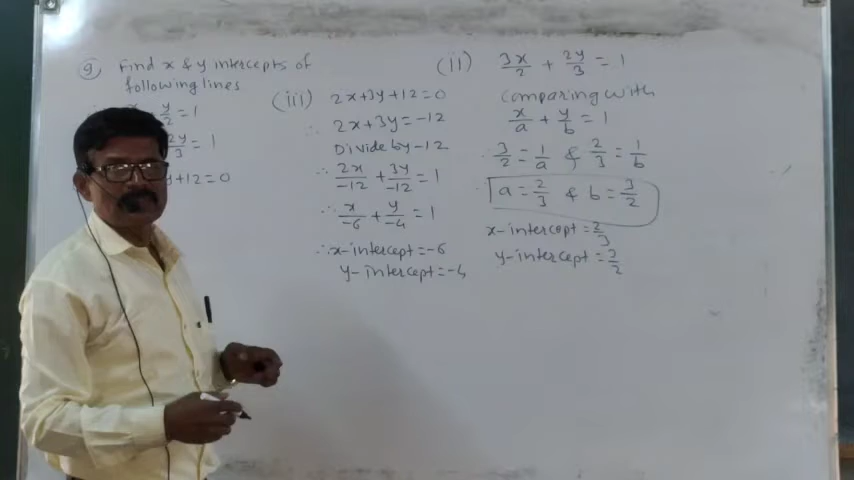 9) Find x & y intercepts of
following lines
y/2 = 1
2y/3 = 1
y+12=0
(iii) 2x+3y+12=0
∴ 2x+3y=-12
Divide by -12
∴ 2x/-12 + 3y/-12 = 1
∴ x/-6 + y/-4 = 1
∴ x-intercept = -6
y-intercept = -4
(ii) 3x/2 + 2y/3 = 1
Comparing with
x/a + y/b = 1
∴ 3/2 = 1/a & 2/3 = 1/b
∴ a = 2/3 & b = 3/2
x-intercept = 2/3
y-intercept = 3/2